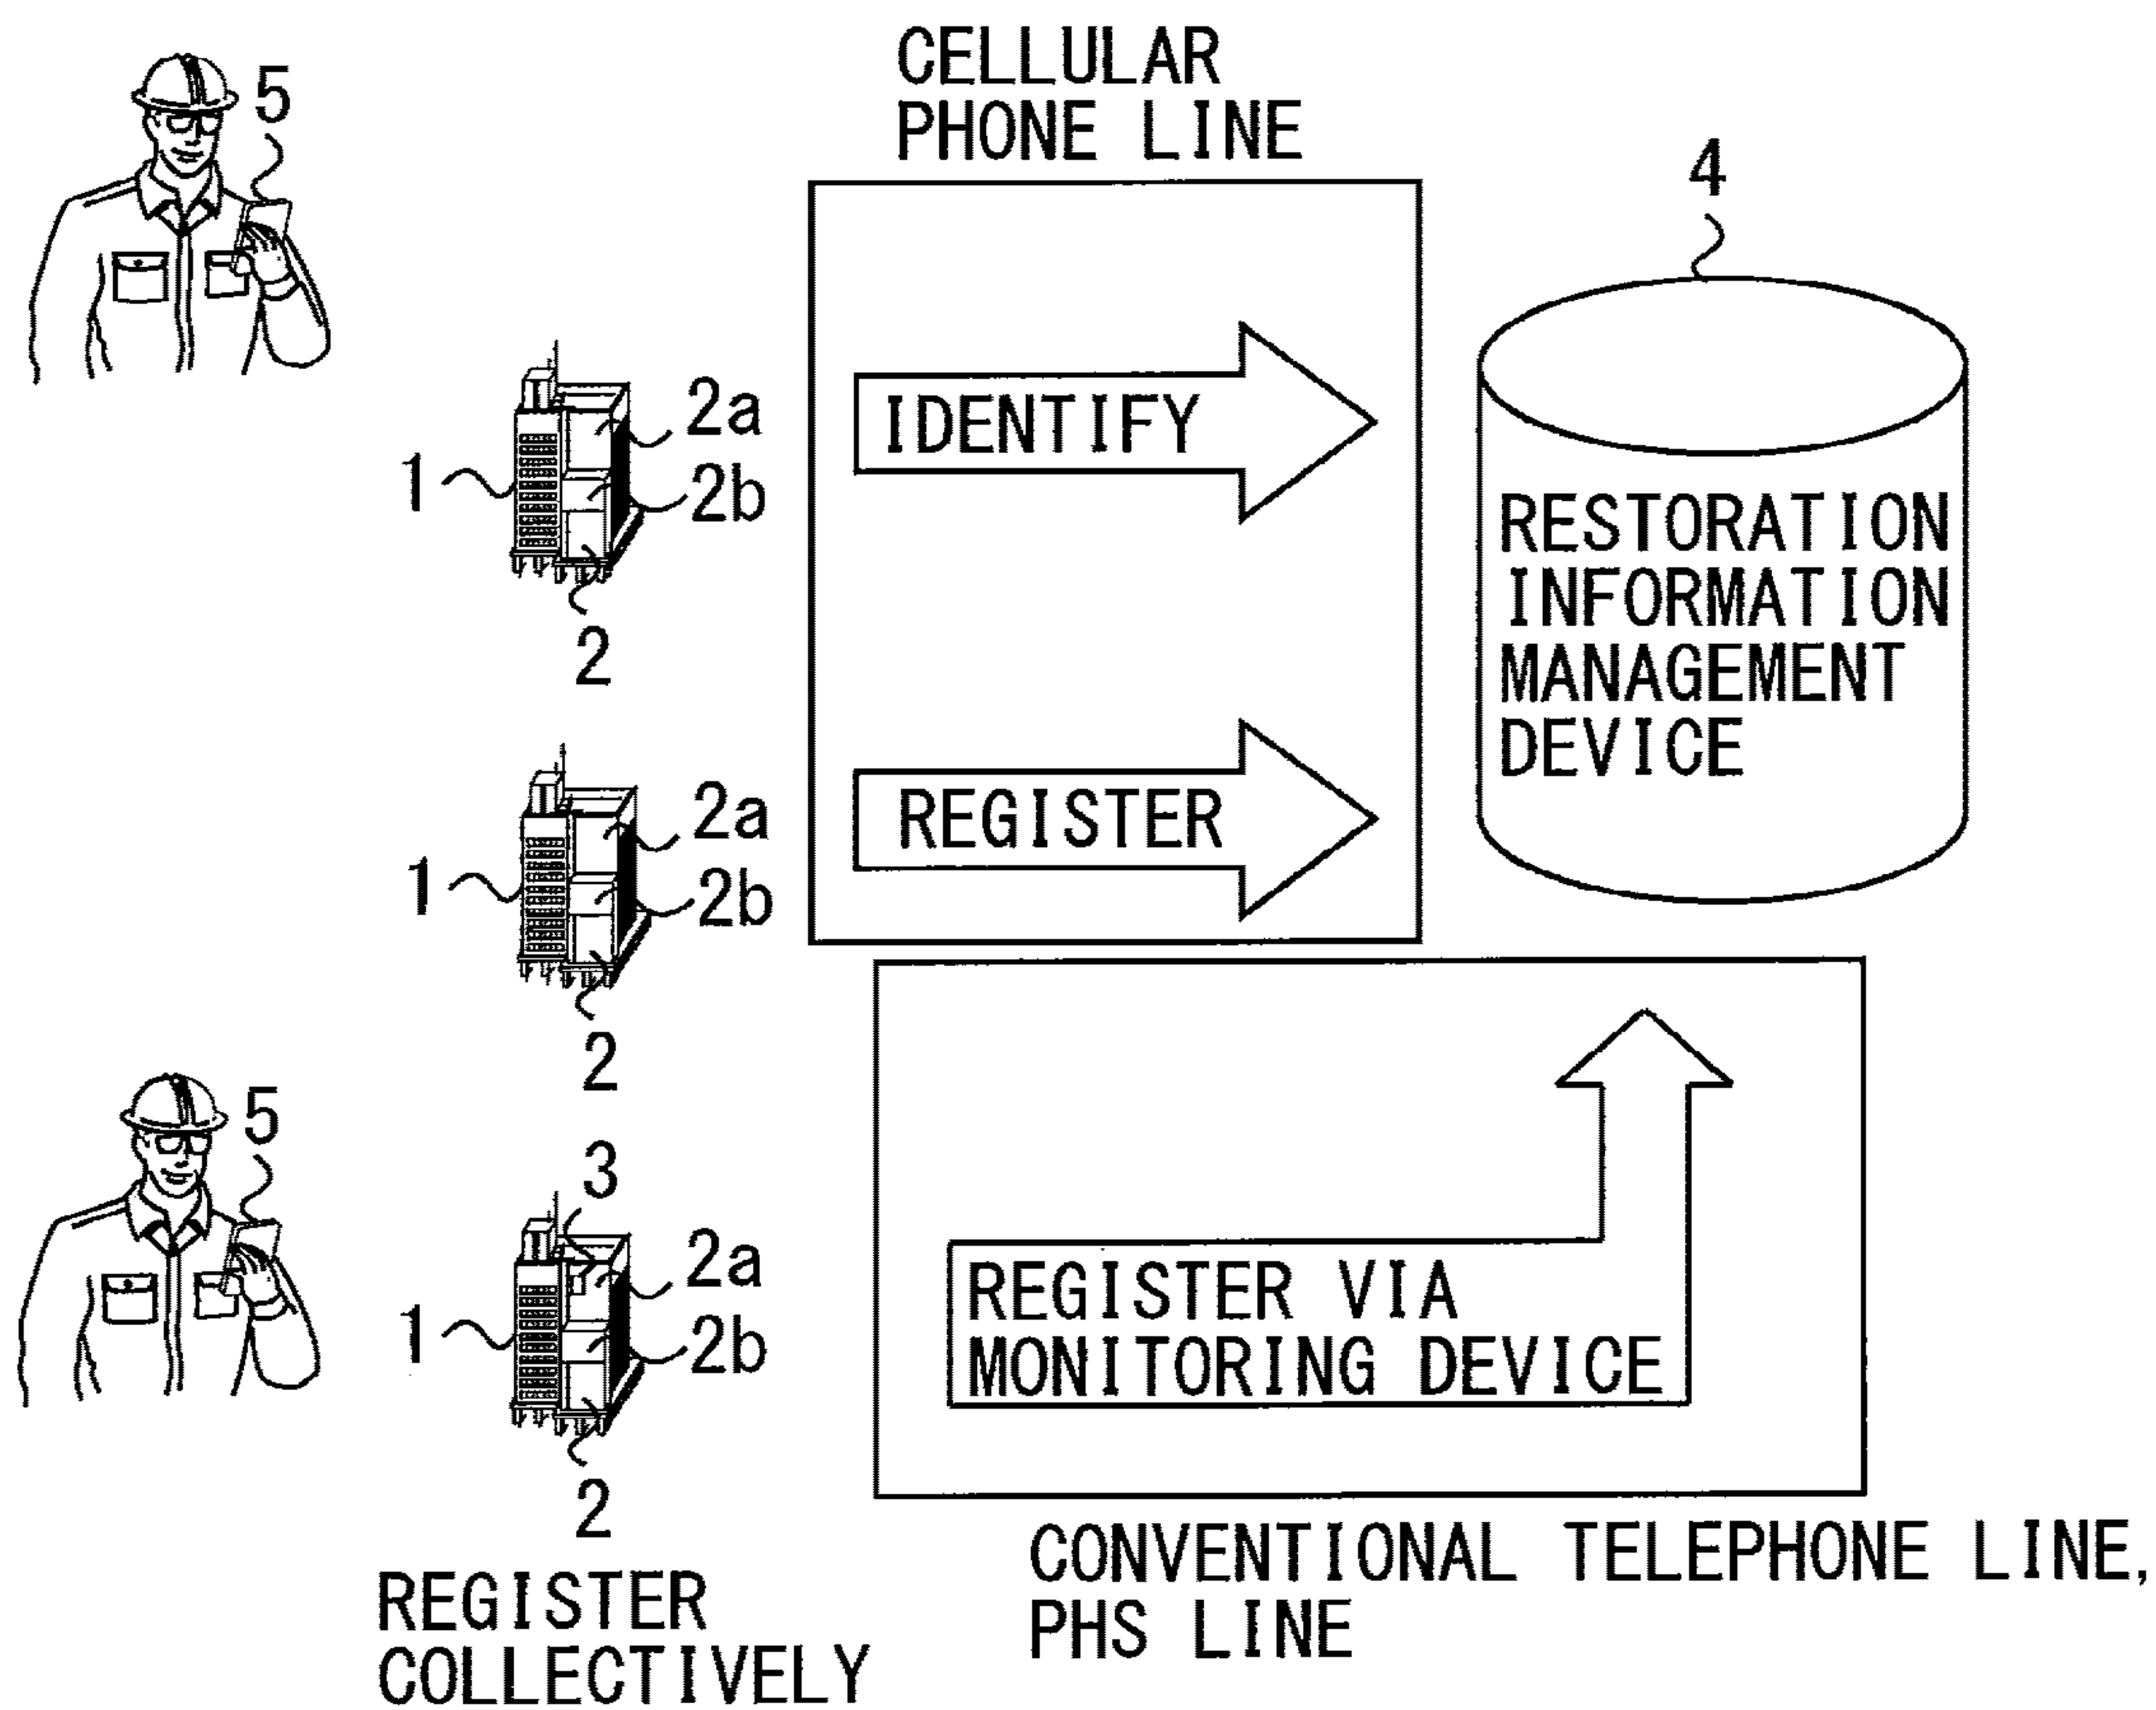 CELLULAR
PHONE LINE
5
4
IDENTIFY
2a
1
2b
2
RESTORATION
INFORMATION
MANAGEMENT
DEVICE
REGISTER
2a
1
2b
2
5
3
2a
1
2b
2
REGISTER VIA
MONITORING DEVICE
REGISTER
COLLECTIVELY
CONVENTIONAL TELEPHONE LINE,
PHS LINE